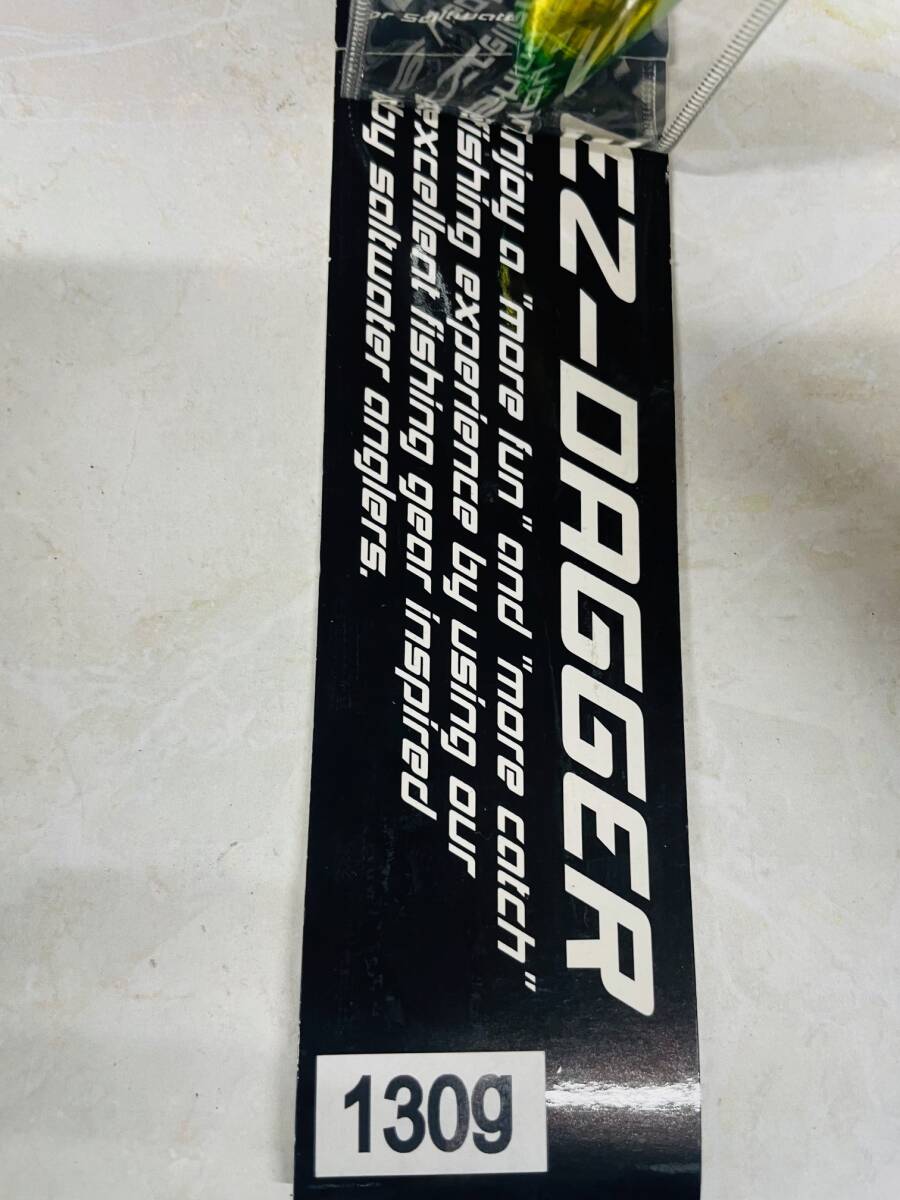 EZ-DAGGER
Enjoy a "more fun" and "more catch"
fishing experience by using our
excellent fishing gear inspired
by saltwater anglers.
130g